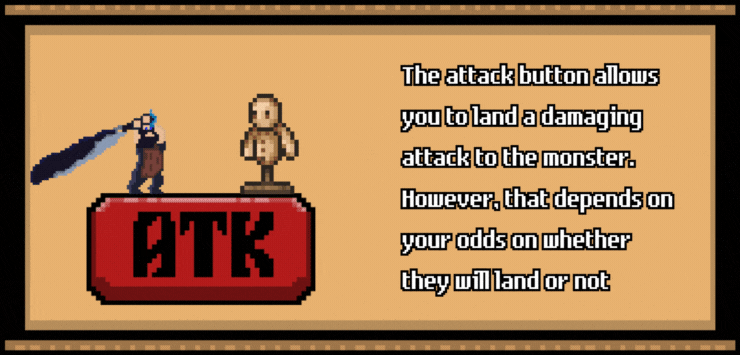 ATK
The attack button allows
you to land a damaging
attack to the monster.
However, that depends on
your odds on whether
they will land or not